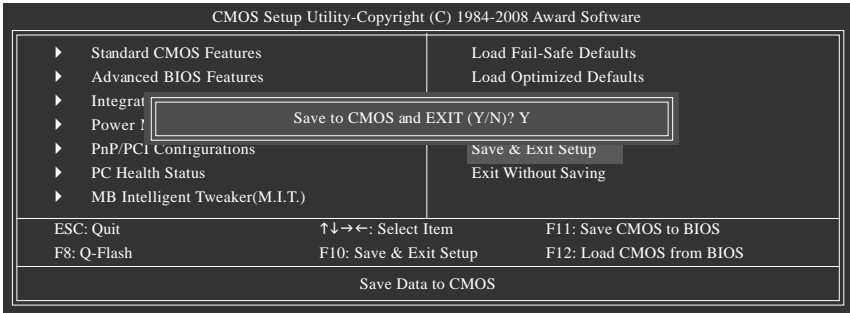 CMOS Setup Utility-Copyright (C) 1984-2008 Award Software
Standard CMOS Features
Advanced BIOS Features
Integrat
Power
PnP/PCI Configurations
PC Health Status
MB Intelligent Tweaker(M.I.T.)
Load Fail-Safe Defaults
Load Optimized Defaults
Save & Exit Setup
Exit Without Saving
Save to CMOS and EXIT (Y/N)? Y
ESC: Quit
↑↓→←: Select Item
F11: Save CMOS to BIOS
F8: Q-Flash
F10: Save & Exit Setup
F12: Load CMOS from BIOS
Save Data to CMOS